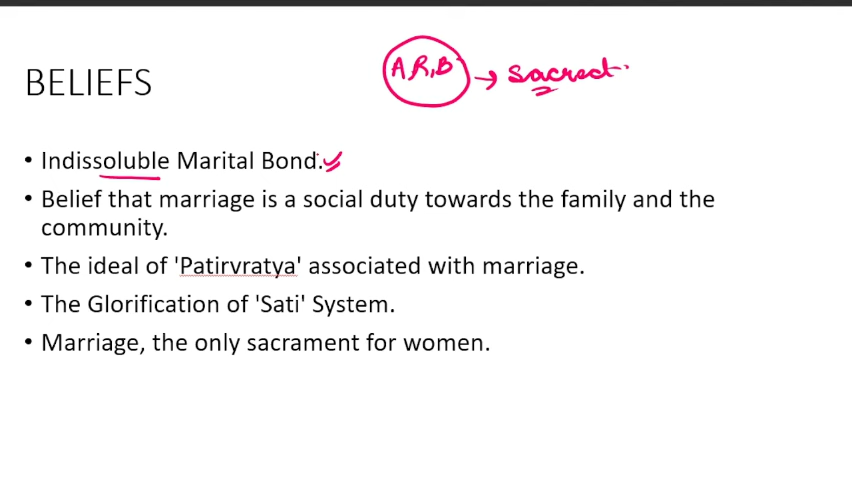 A R, B → Sacred
BELIEFS
• Indissoluble Marital Bond.
• Belief that marriage is a social duty towards the family and the
community.
• The ideal of 'Patirvratya' associated with marriage.
• The Glorification of 'Sati' System.
• Marriage, the only sacrament for women.